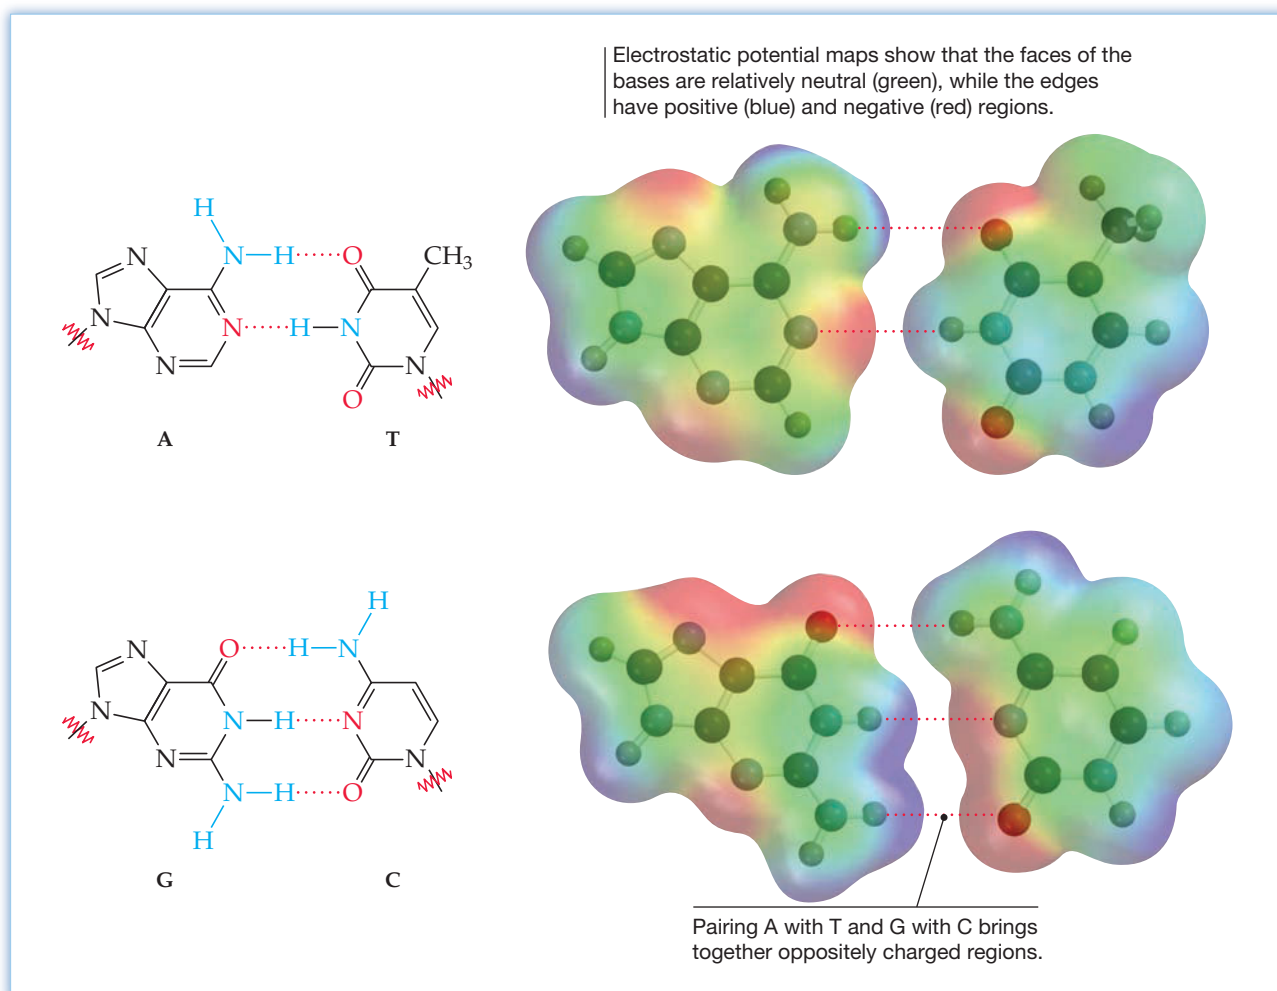 Electrostatic potential maps show that the faces of the
bases are relatively neutral (green), while the edges
have positive (blue) and negative (red) regions.
H
N
N H O CH₃
N N H N
N O N
A T
H
N O H N
N N H N
N N H O N
H
G C
Pairing A with T and G with C brings
together oppositely charged regions.